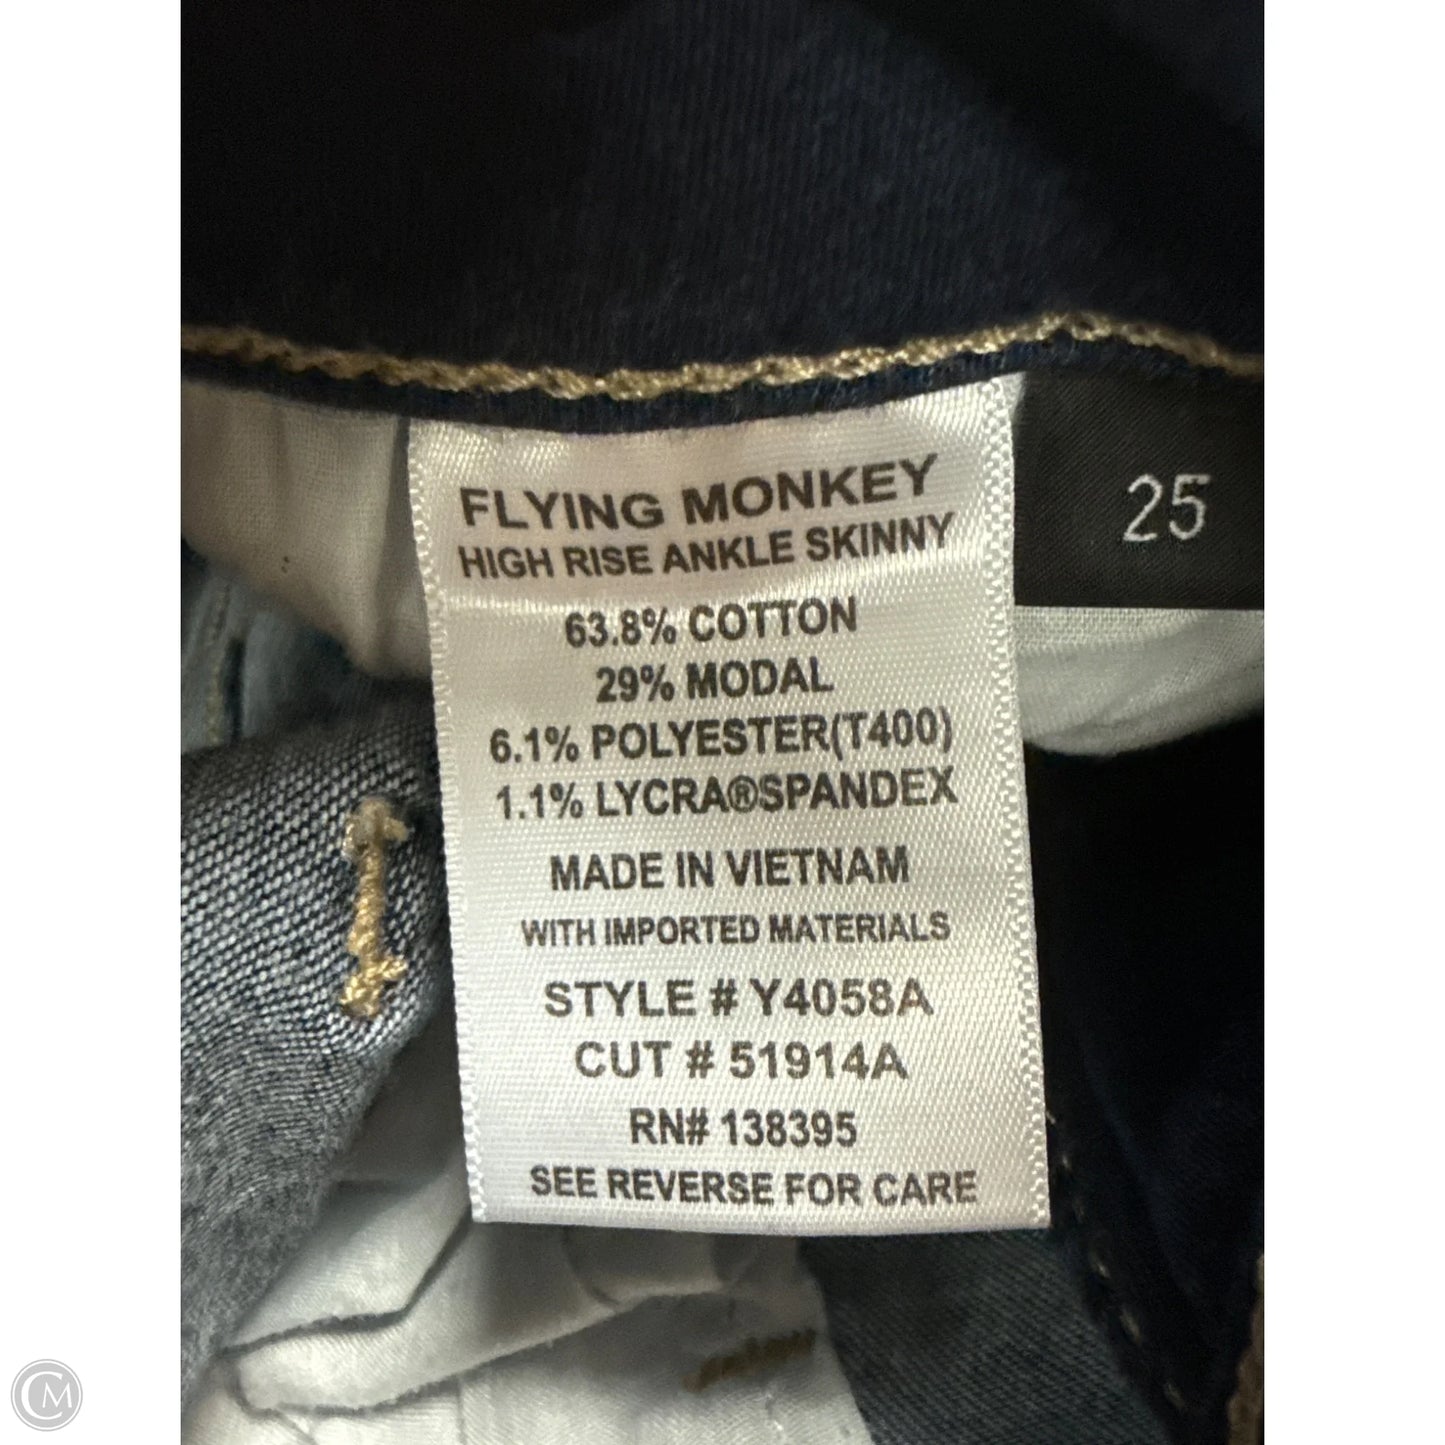 FLYING MONKEY
HIGH RISE ANKLE SKINNY
63.8% COTTON
29% MODAL
6.1% POLYESTER(T400)
1.1% LYCRA®SPANDEX
MADE IN VIETNAM
WITH IMPORTED MATERIALS
STYLE # Y4058A
CUT # 51914A
RN# 138395
SEE REVERSE FOR CARE
25
CM